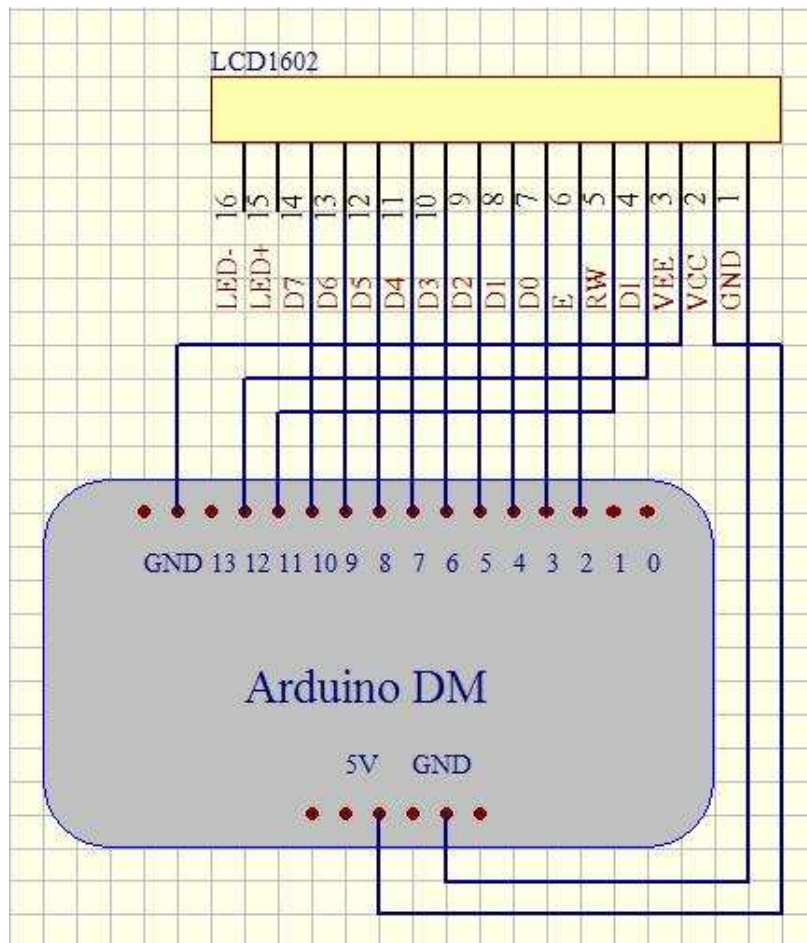 LCD1602
16 15 14 13 12 11 10 9 8 7 6 5 4 3 2 1
LED- LED+ D7 D6 D5 D4 D3 D2 D1 D0 E RW DI VEE VCC GND
GND 13 12 11 10 9 8 7 6 5 4 3 2 1 0
Arduino DM
5V GND